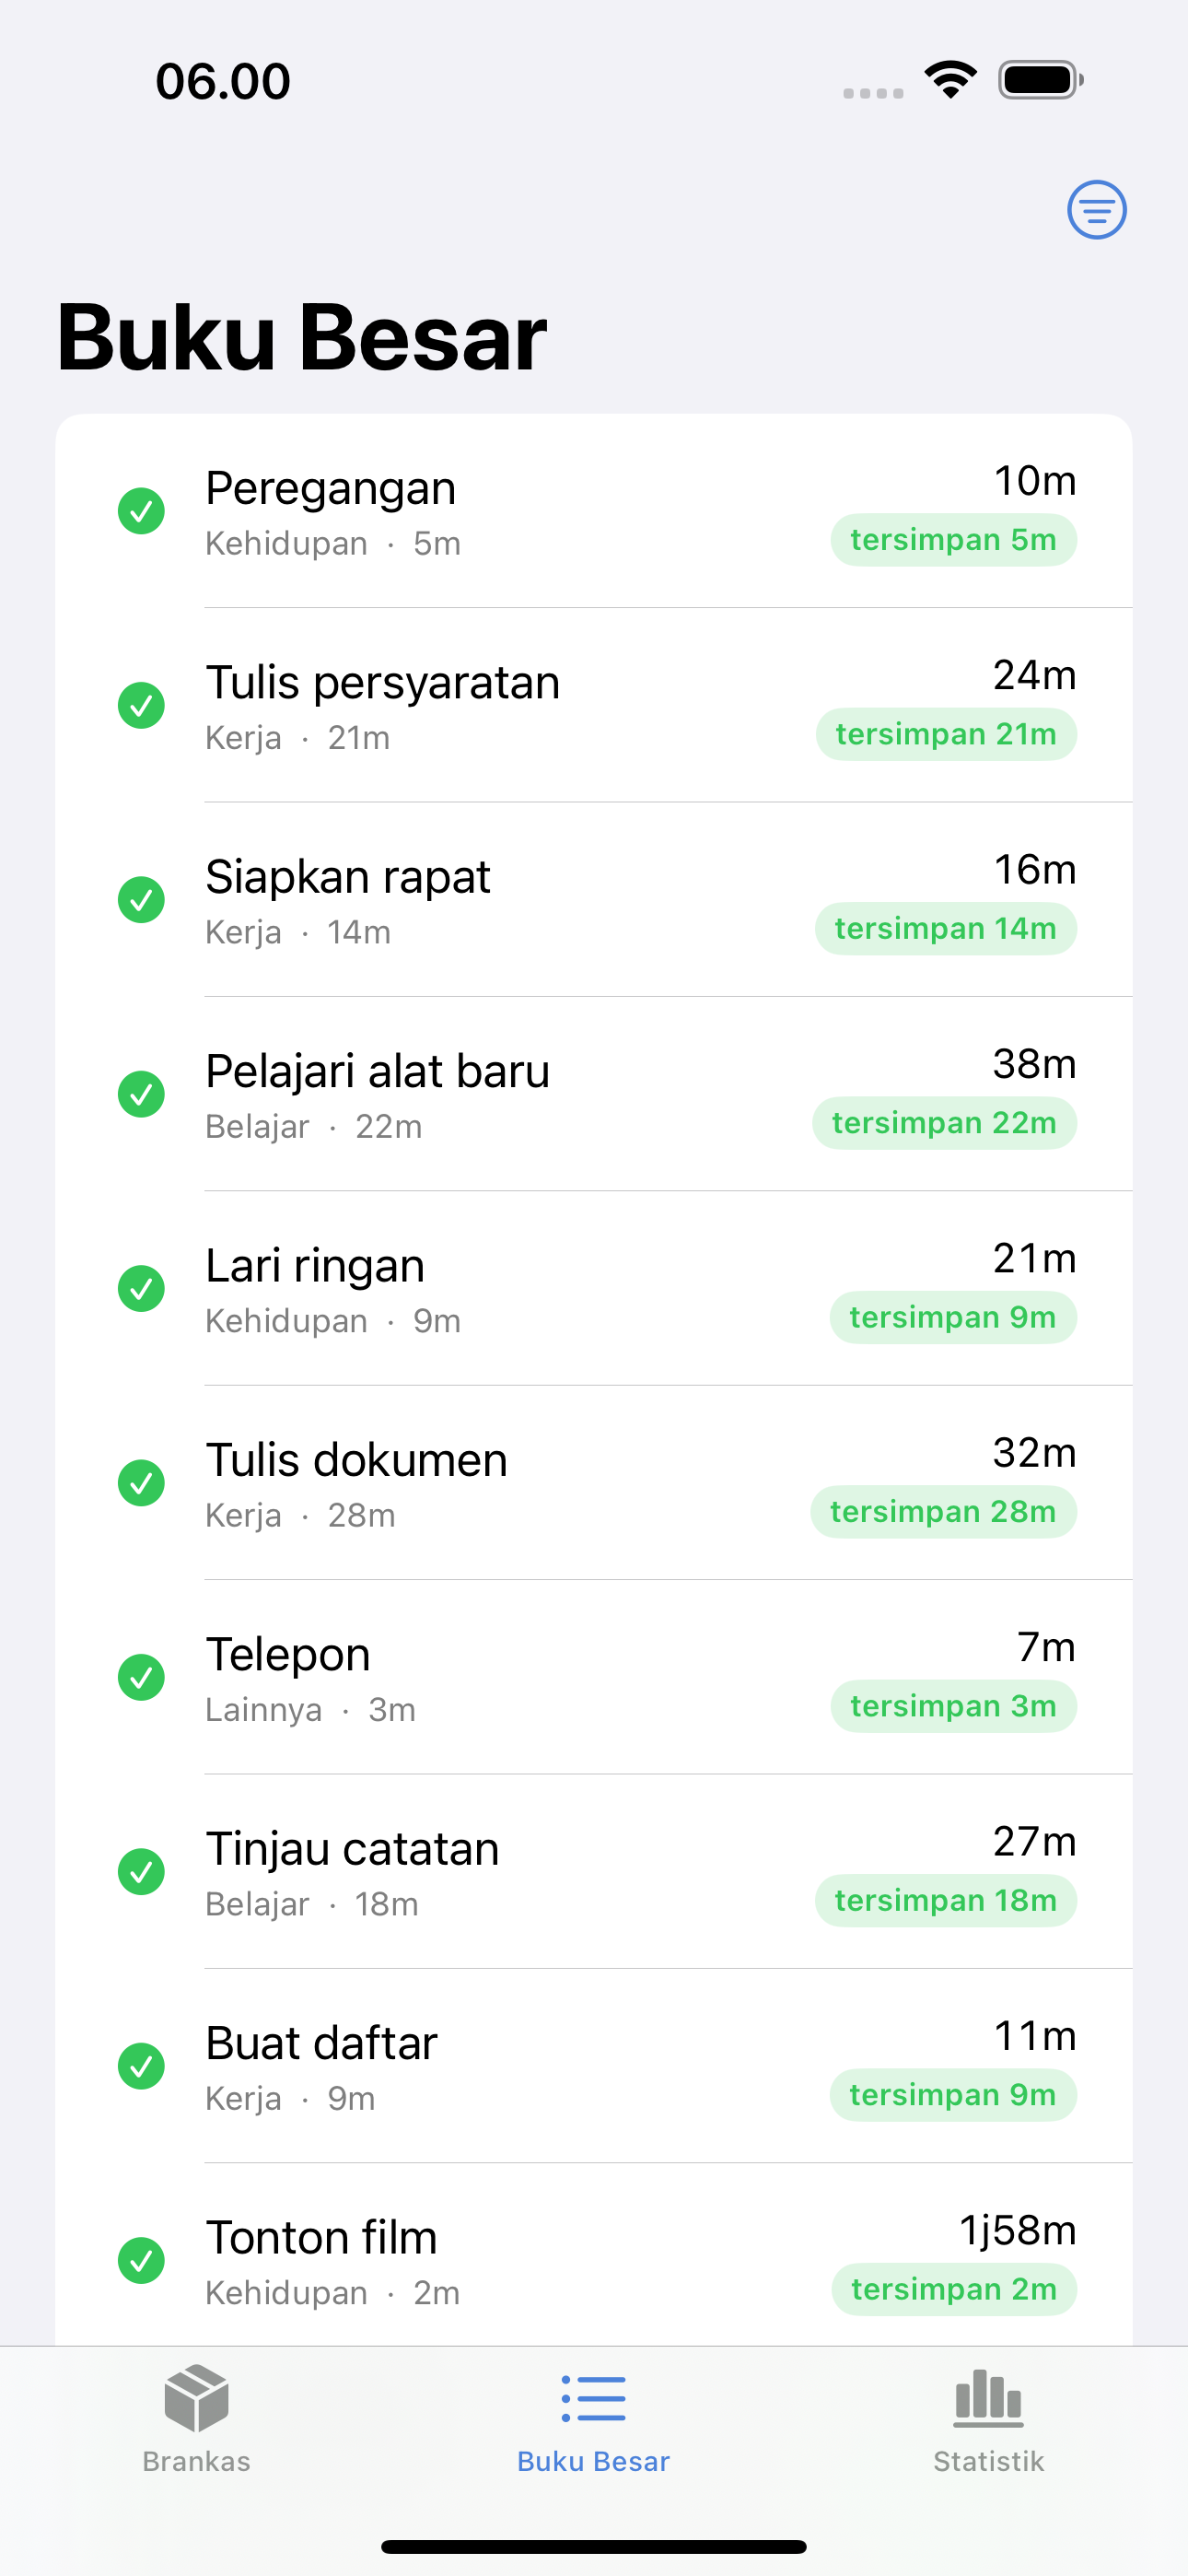 06.00
Buku Besar
Peregangan
10m
Kehidupan · 5m
tersimpan 5m
Tulis persyaratan
24m
Kerja · 21m
tersimpan 21m
Siapkan rapat
16m
Kerja · 14m
tersimpan 14m
Pelajari alat baru
38m
Belajar · 22m
tersimpan 22m
Lari ringan
21m
Kehidupan · 9m
tersimpan 9m
Tulis dokumen
32m
Kerja · 28m
tersimpan 28m
Telepon
7m
Lainnya · 3m
tersimpan 3m
Tinjau catatan
27m
Belajar · 18m
tersimpan 18m
Buat daftar
11m
Kerja · 9m
tersimpan 9m
Tonton film
1j58m
Kehidupan · 2m
tersimpan 2m
Brankas
Buku Besar
Statistik